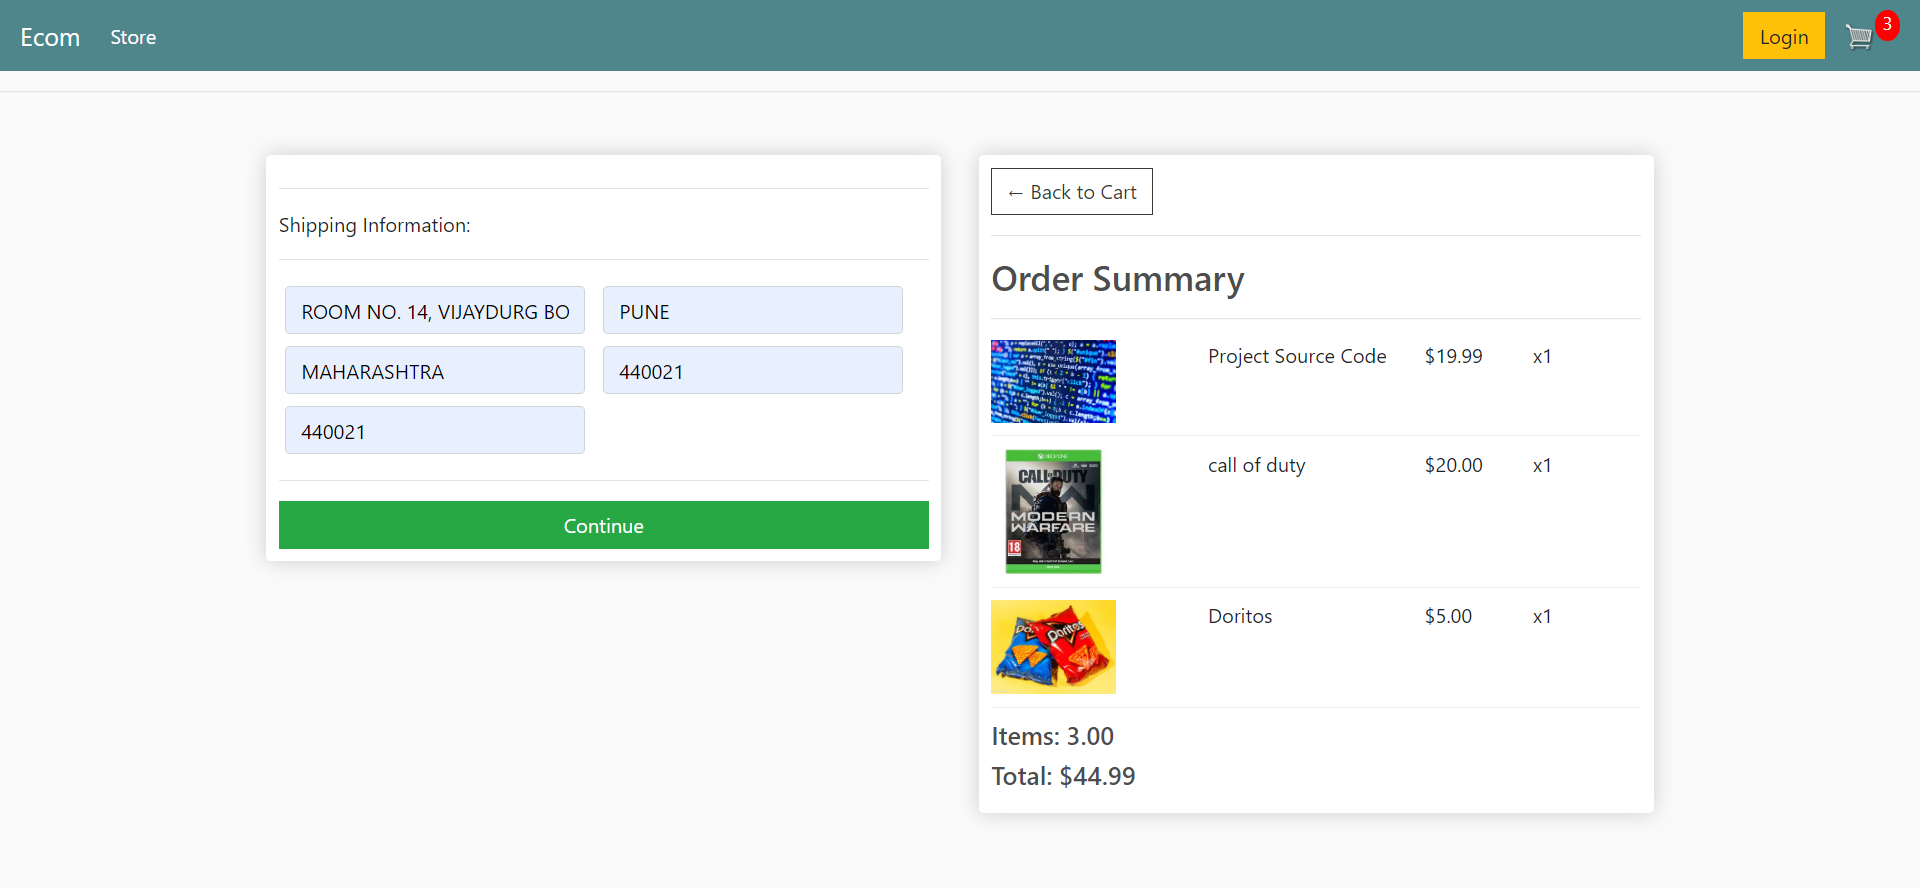 Ecom Store Login 3
Shipping Information:
ROOM NO. 14, VIJAYDURG BO PUNE
MAHARASHTRA 440021
440021
Continue
← Back to Cart
Order Summary
Project Source Code $19.99 x1
call of duty $20.00 x1
XBOX ONE
CALL OF DUTY
MODERN
WARFARE
18
Doritos $5.00 x1
Doritos
Items: 3.00
Total: $44.99